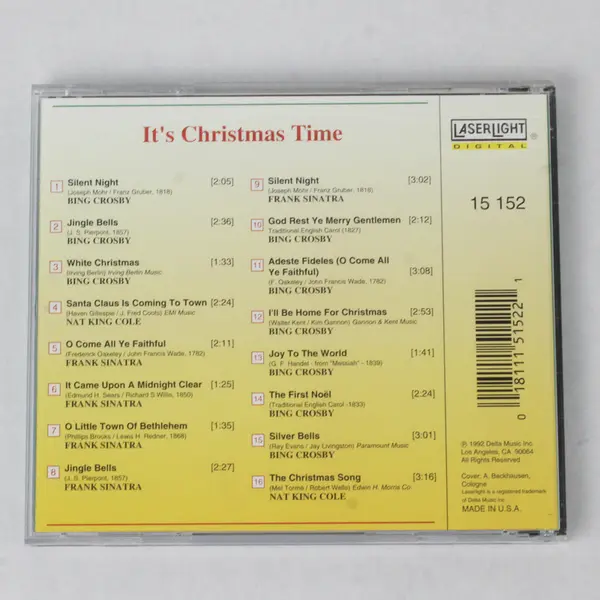 It's Christmas Time
1 Silent Night [2:05]
(Joseph Mohr / Franz Gruber, 1818)
BING CROSBY
2 Jingle Bells [2:36]
(J. S. Pierpont, 1857)
BING CROSBY
3 White Christmas [1:33]
(Irving Berlin) Irving Berlin Music
BING CROSBY
4 Santa Claus Is Coming To Town [2:24]
(Haven Gillespie / J. Fred Coots) EMI Music
NAT KING COLE
5 O Come All Ye Faithful [2:11]
(Frederick Oakeley / John Francis Wade, 1782)
FRANK SINATRA
6 It Came Upon A Midnight Clear [1:25]
(Edmund H. Sears / Richard S. Willis, 1850)
FRANK SINATRA
7 O Little Town Of Bethlehem [1:35]
(Phillips Brooks / Lewis H. Redner, 1868)
FRANK SINATRA
8 Jingle Bells [2:27]
(J. S. Pierpont, 1857)
FRANK SINATRA
9 Silent Night [3:02]
(Joseph Mohr / Franz Gruber, 1818)
FRANK SINATRA
10 God Rest Ye Merry Gentlemen [2:12]
Traditional English Carol (1827)
BING CROSBY
11 Adeste Fideles (O Come All
Ye Faithful) [3:08]
(F. Oakeley / John Francis Wade, 1782)
BING CROSBY
12 I'll Be Home For Christmas [2:53]
(Walter Kent / Kim Gannon) Gannon & Kent Music
BING CROSBY
13 Joy To The World [1:41]
(G. F. Handel - from "Messiah" - 1839)
BING CROSBY
14 The First Noël [2:24]
(Traditional English Carol -1833)
BING CROSBY
15 Silver Bells [3:01]
(Ray Evans / Jay Livingston) Paramount Music
BING CROSBY
16 The Christmas Song [3:16]
(Mel Torme / Robert Wells) Edwin H. Morris Co.
NAT KING COLE
LASERLIGHT
DIGITAL
®
15 152
0 18111 51522 1
℗ 1992 Delta Music Inc.
Los Angeles, CA. 90064
All Rights Reserved.
Cover: A. Backhausen,
Cologne
Laserlight is a registered trademark
of Delta Music Inc.
MADE IN U.S.A.